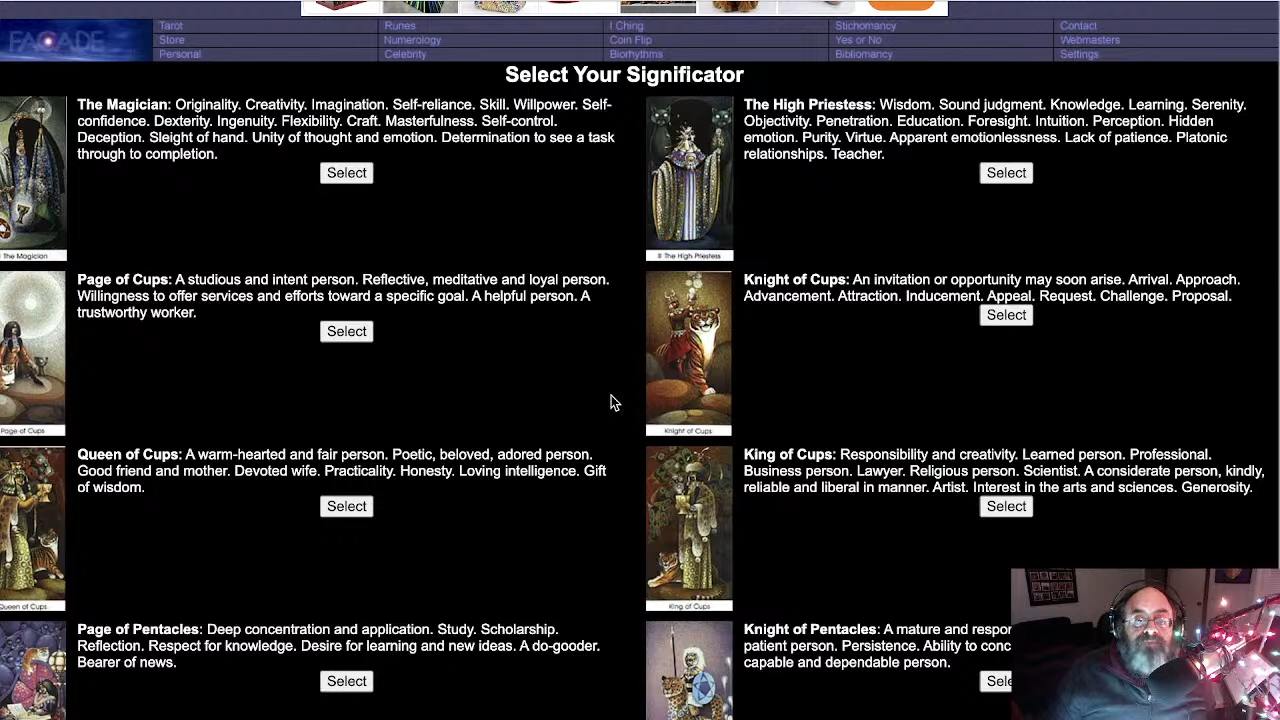 FACADE
Tarot
Runes
I Ching
Stichomancy
Contact
Store
Numerology
Coin Flip
Yes or No
Webmasters
Personal
Celebrity
Biorhythms
Bibliomancy
Settings
Select Your Significator
The Magician: Originality. Creativity. Imagination. Self-reliance. Skill. Willpower. Self-
confidence. Dexterity. Ingenuity. Flexibility. Craft. Masterfulness. Self-control.
Deception. Sleight of hand. Unity of thought and emotion. Determination to see a task
through to completion.
Select
The Magician
The High Priestess: Wisdom. Sound judgment. Knowledge. Learning. Serenity.
Objectivity. Penetration. Education. Foresight. Intuition. Perception. Hidden
emotion. Purity. Virtue. Apparent emotionlessness. Lack of patience. Platonic
relationships. Teacher.
Select
II The High Priestess
Page of Cups: A studious and intent person. Reflective, meditative and loyal person.
Willingness to offer services and efforts toward a specific goal. A helpful person. A
trustworthy worker.
Select
Page of Cups
Knight of Cups: An invitation or opportunity may soon arise. Arrival. Approach.
Advancement. Attraction. Inducement. Appeal. Request. Challenge. Proposal.
Select
Knight of Cups
Queen of Cups: A warm-hearted and fair person. Poetic, beloved, adored person.
Good friend and mother. Devoted wife. Practicality. Honesty. Loving intelligence. Gift
of wisdom.
Select
Queen of Cups
King of Cups: Responsibility and creativity. Learned person. Professional.
Business person. Lawyer. Religious person. Scientist. A considerate person, kindly,
reliable and liberal in manner. Artist. Interest in the arts and sciences. Generosity.
Select
King of Cups
Page of Pentacles: Deep concentration and application. Study. Scholarship.
Reflection. Respect for knowledge. Desire for learning and new ideas. A do-gooder.
Bearer of news.
Select
Knight of Pentacles: A mature and respor
patent person. Persistence. Ability to conc
capable and dependable person.
Sele